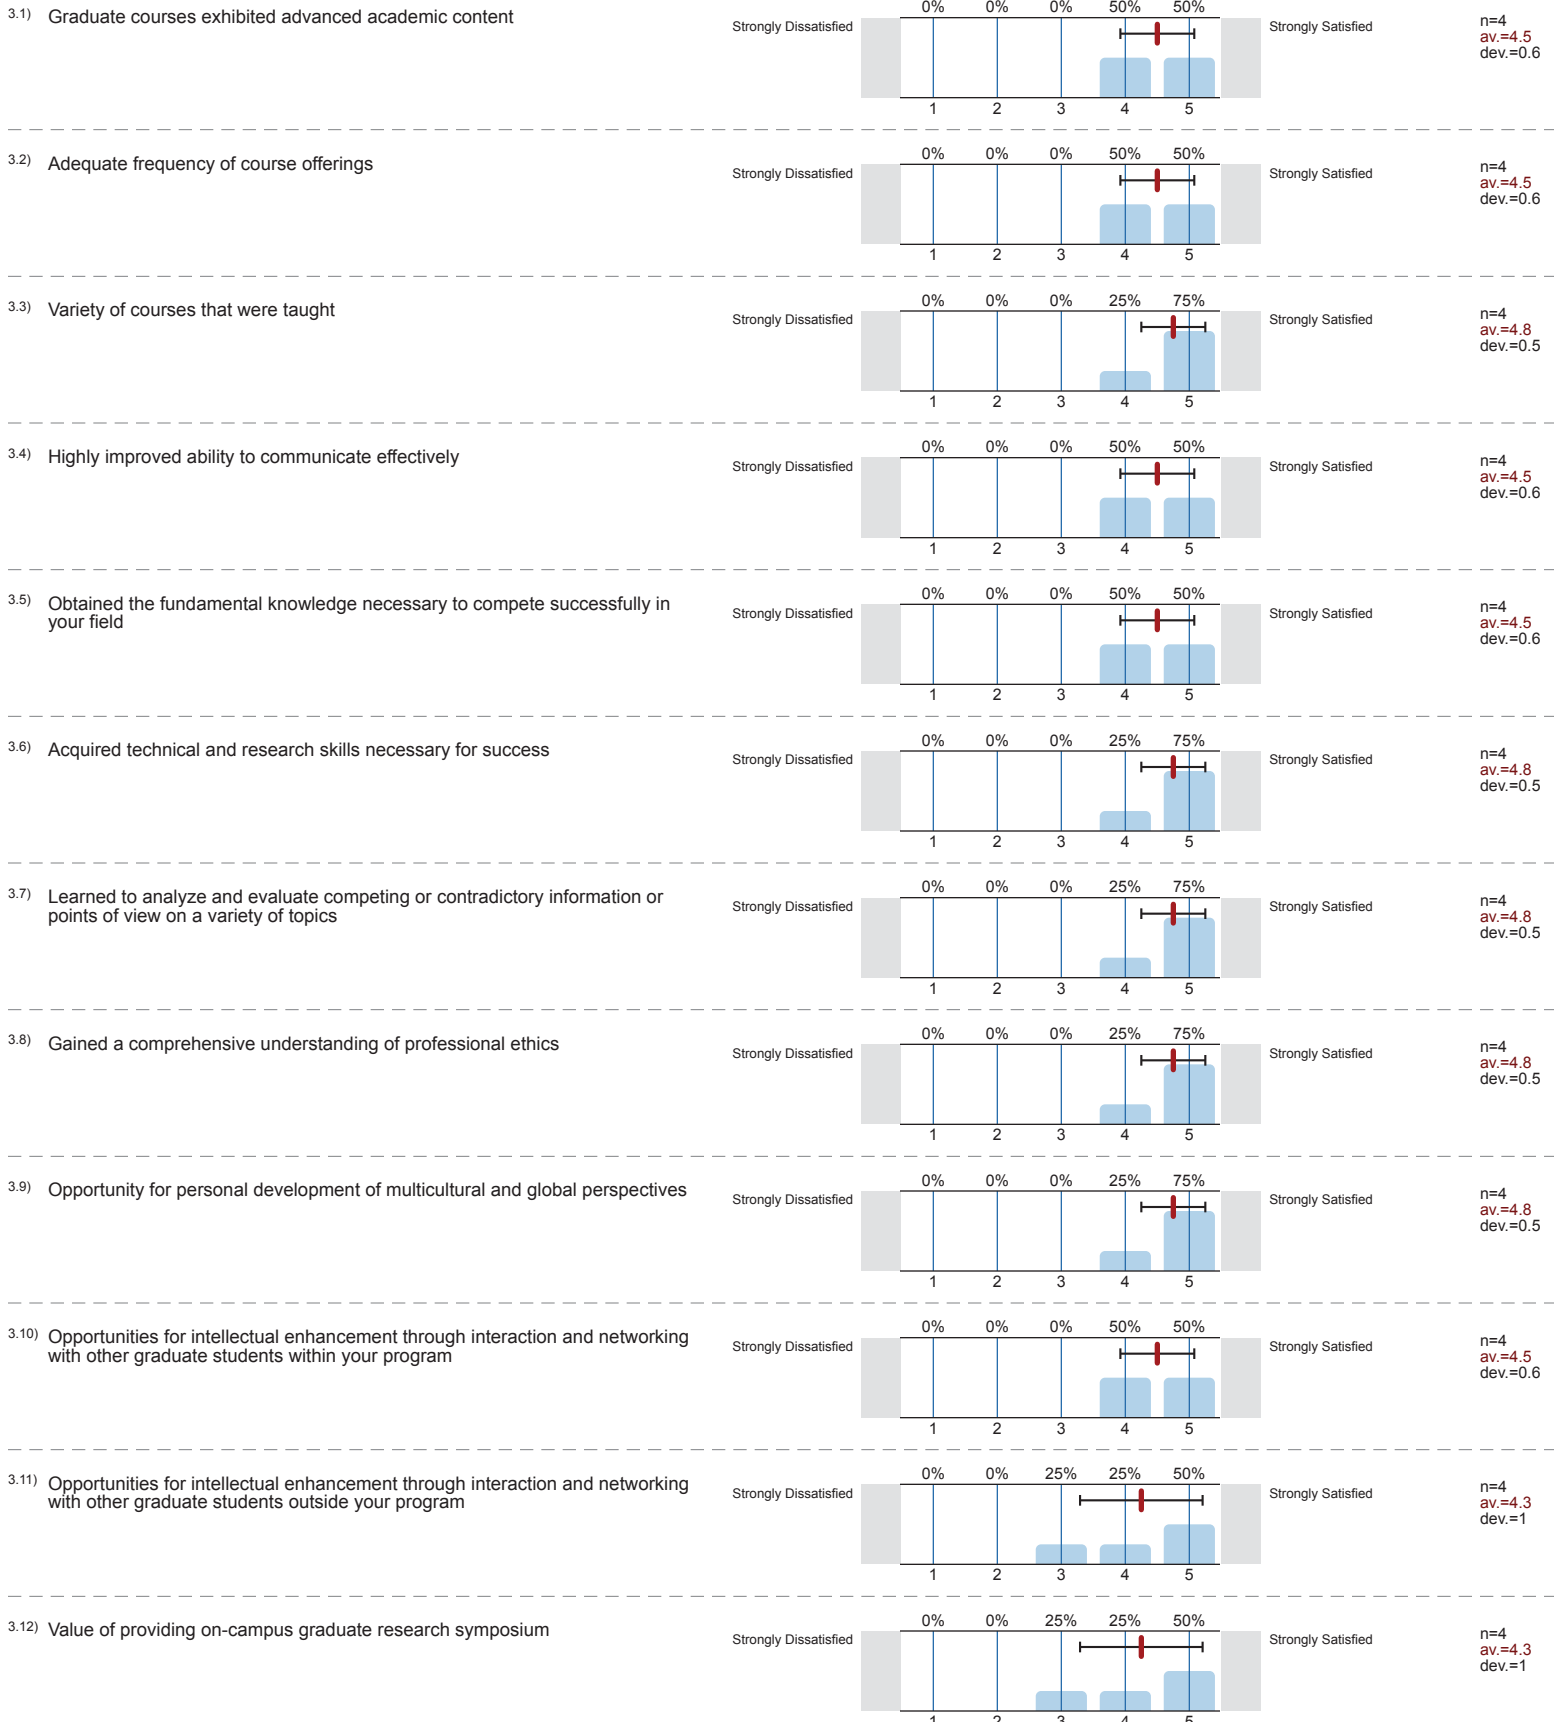 3.1) Graduate courses exhibited advanced academic content
0% 0% 0% 50% 50%
Strongly Dissatisfied Strongly Satisfied
n=4
av.=4.5
dev.=0.6
1 2 3 4 5
3.2) Adequate frequency of course offerings
0% 0% 0% 50% 50%
Strongly Dissatisfied Strongly Satisfied
n=4
av.=4.5
dev.=0.6
1 2 3 4 5
3.3) Variety of courses that were taught
0% 0% 0% 25% 75%
Strongly Dissatisfied Strongly Satisfied
n=4
av.=4.8
dev.=0.5
1 2 3 4 5
3.4) Highly improved ability to communicate effectively
0% 0% 0% 50% 50%
Strongly Dissatisfied Strongly Satisfied
n=4
av.=4.5
dev.=0.6
1 2 3 4 5
3.5) Obtained the fundamental knowledge necessary to compete successfully in
your field
0% 0% 0% 50% 50%
Strongly Dissatisfied Strongly Satisfied
n=4
av.=4.5
dev.=0.6
1 2 3 4 5
3.6) Acquired technical and research skills necessary for success
0% 0% 0% 25% 75%
Strongly Dissatisfied Strongly Satisfied
n=4
av.=4.8
dev.=0.5
1 2 3 4 5
3.7) Learned to analyze and evaluate competing or contradictory information or
points of view on a variety of topics
0% 0% 0% 25% 75%
Strongly Dissatisfied Strongly Satisfied
n=4
av.=4.8
dev.=0.5
1 2 3 4 5
3.8) Gained a comprehensive understanding of professional ethics
0% 0% 0% 25% 75%
Strongly Dissatisfied Strongly Satisfied
n=4
av.=4.8
dev.=0.5
1 2 3 4 5
3.9) Opportunity for personal development of multicultural and global perspectives
0% 0% 0% 25% 75%
Strongly Dissatisfied Strongly Satisfied
n=4
av.=4.8
dev.=0.5
1 2 3 4 5
3.10) Opportunities for intellectual enhancement through interaction and networking
with other graduate students within your program
0% 0% 0% 50% 50%
Strongly Dissatisfied Strongly Satisfied
n=4
av.=4.5
dev.=0.6
1 2 3 4 5
3.11) Opportunities for intellectual enhancement through interaction and networking
with other graduate students outside your program
0% 0% 25% 25% 50%
Strongly Dissatisfied Strongly Satisfied
n=4
av.=4.3
dev.=1
1 2 3 4 5
3.12) Value of providing on-campus graduate research symposium
0% 0% 25% 25% 50%
Strongly Dissatisfied Strongly Satisfied
n=4
av.=4.3
dev.=1
1 2 3 4 5